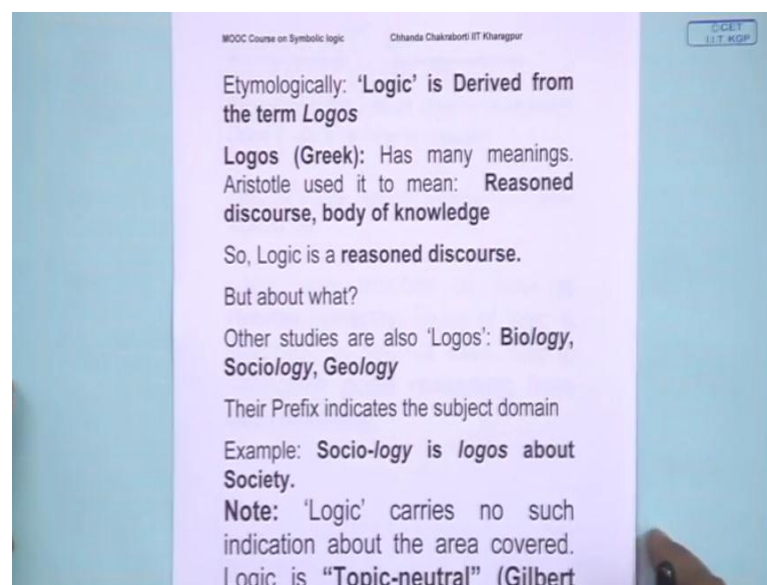 MOOC Course on Symbolic logic Chhanda Chakraborti IIT Kharagpur
CCET
I.I.T KGP
Etymologically: ‘Logic’ is Derived from
the term Logos
Logos (Greek): Has many meanings.
Aristotle used it to mean: Reasoned
discourse, body of knowledge
So, Logic is a reasoned discourse.
But about what?
Other studies are also ‘Logos’: Biology,
Sociology, Geology
Their Prefix indicates the subject domain
Example: Socio-logy is logos about
Society.
Note: ‘Logic’ carries no such
indication about the area covered.
Logic is “Topic-neutral” (Gilbert